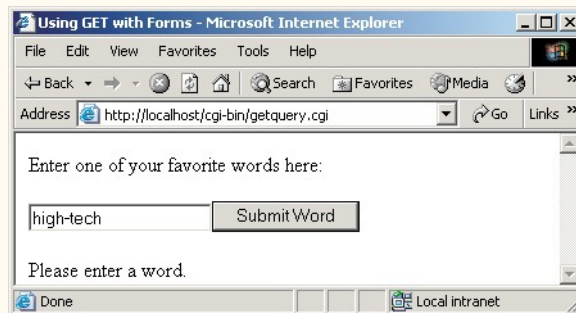 Using GET with Forms - Microsoft Internet Explorer
File Edit View Favorites Tools Help
Back Search Favorites Media »
Address http://localhost/cgi-bin/getquery.cgi Go Links »
Enter one of your favorite words here:
high-tech Submit Word
Please enter a word.
Done Local intranet